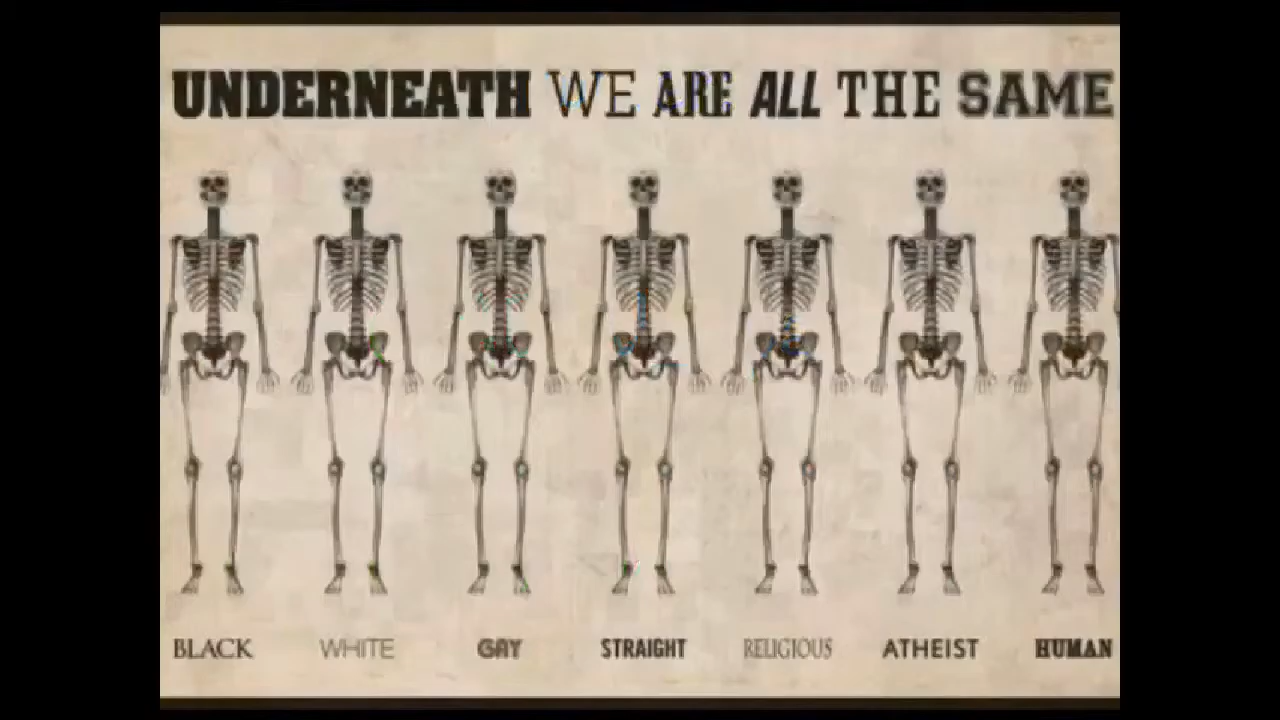 UNDERNEATH WE ARE ALL THE SAME
BLACK WHITE GAY STRAIGHT RELIGIOUS ATHEIST HUMAN